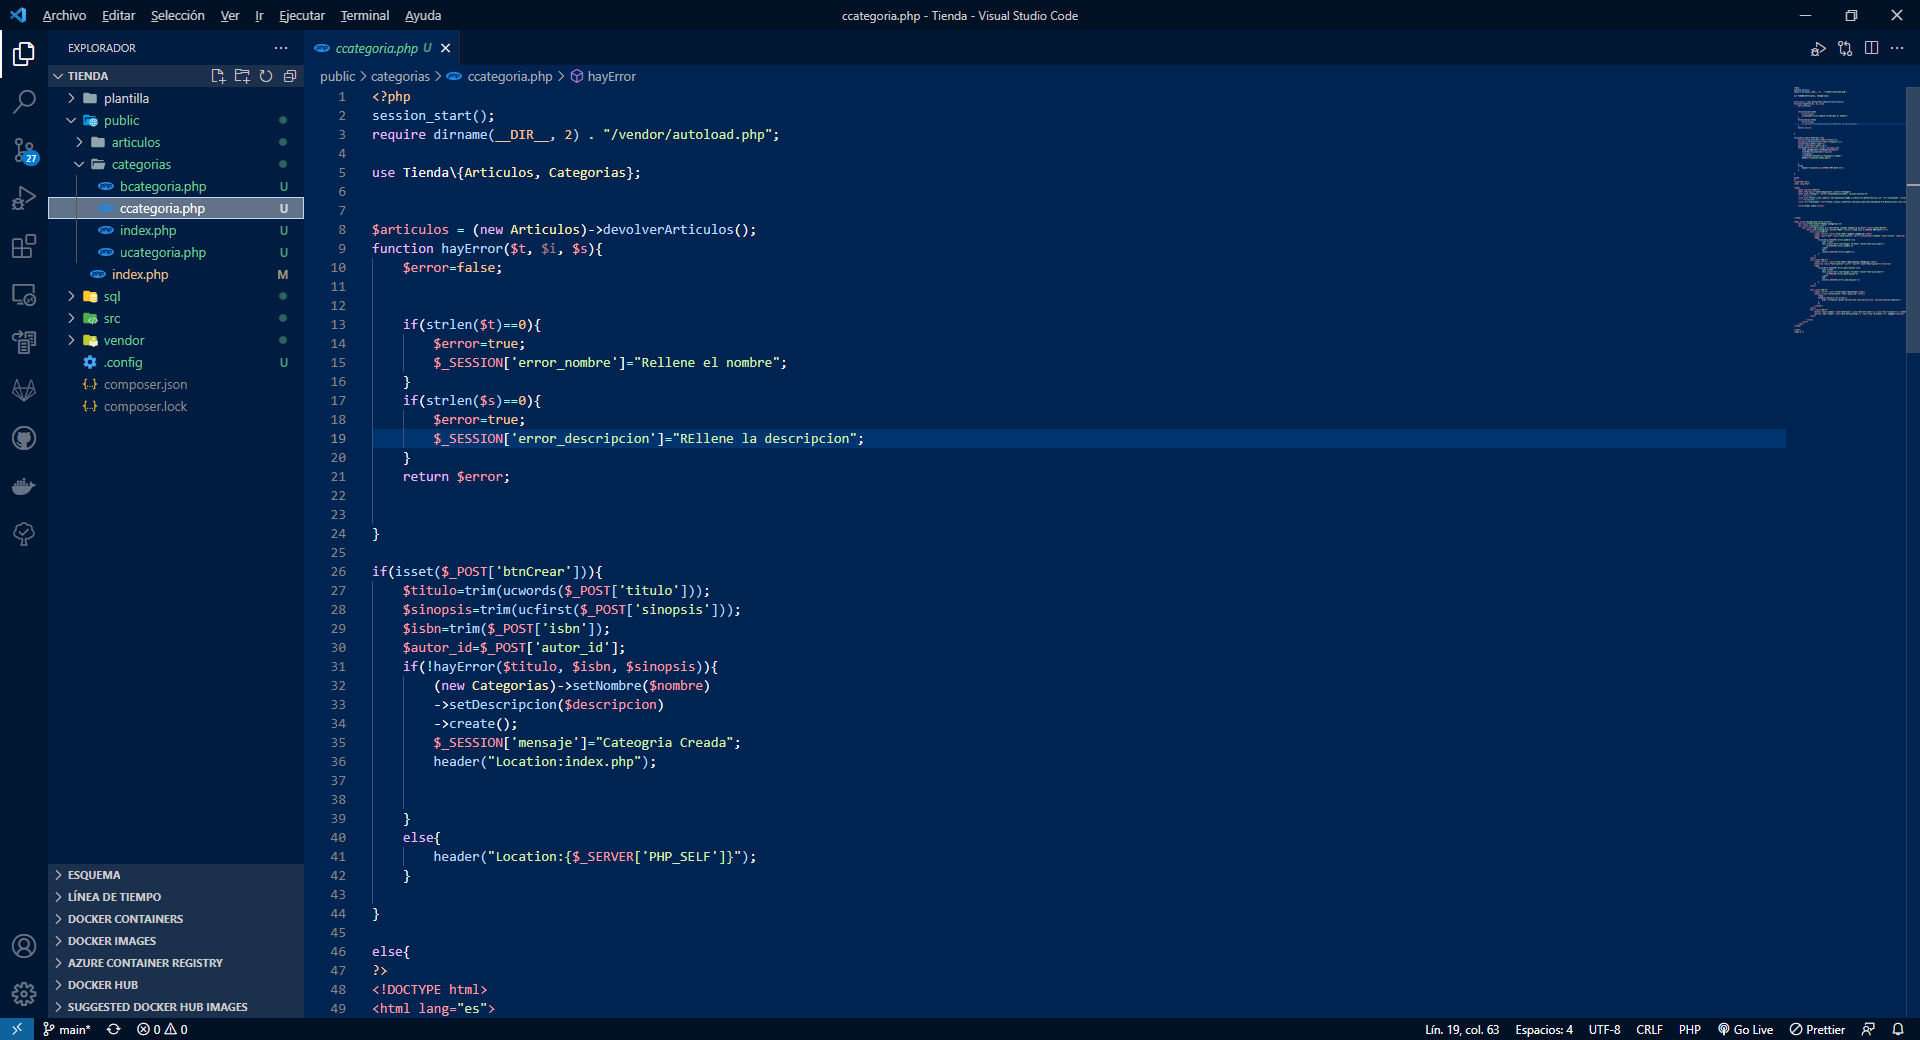 Archivo Editar Selección Ver Ir Ejecutar Terminal Ayuda
ccategoria.php - Tienda - Visual Studio Code
EXPLORADOR
TIENDA
plantilla
public
articulos
categorias
bcategoria.php U
ccategoria.php U
index.php U
ucategoria.php U
index.php M
sql
src
vendor
.config U
composer.json
composer.lock
27
ESQUEMA
LÍNEA DE TIEMPO
DOCKER CONTAINERS
DOCKER IMAGES
AZURE CONTAINER REGISTRY
DOCKER HUB
SUGGESTED DOCKER HUB IMAGES
ccategoria.php U
public > categorias > ccategoria.php > hayError
1 <?php
2 session_start();
3 require dirname(__DIR__, 2) . "/vendor/autoload.php";
4
5 use Tienda\{Articulos, Categorias};
6
7
8 $articulos = (new Articulos)->devolverArticulos();
9 function hayError($t, $i, $s){
10 $error=false;
11
12
13 if(strlen($t)==0){
14 $error=true;
15 $_SESSION['error_nombre']="Rellene el nombre";
16 }
17 if(strlen($s)==0){
18 $error=true;
19 $_SESSION['error_descripcion']="REllene la descripcion";
20 }
21 return $error;
22
23
24 }
25
26 if(isset($_POST['btnCrear'])){
27 $titulo=trim(ucwords($_POST['titulo']));
28 $sinopsis=trim(ucfirst($_POST['sinopsis']));
29 $isbn=trim($_POST['isbn']);
30 $autor_id=$_POST['autor_id'];
31 if(!hayError($titulo, $isbn, $sinopsis)){
32 (new Categorias)->setNombre($nombre)
33 ->setDescripcion($descripcion)
34 ->create();
35 $_SESSION['mensaje']="Cateogria Creada";
36 header("Location:index.php");
37
38
39 }
40 else{
41 header("Location:{$_SERVER['PHP_SELF']}");
42 }
43
44 }
45
46 else{
47 ?>
48 <!DOCTYPE html>
49 <html lang="es">
main* 0 0
Lín. 19, col. 63 Espacios: 4 UTF-8 CRLF PHP Go Live Prettier